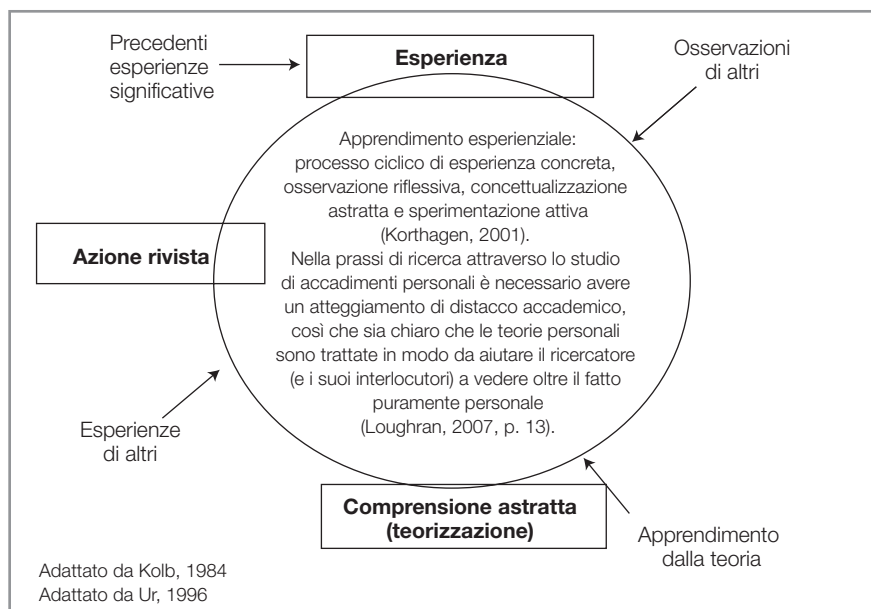 Precedenti
esperienze
significative
Esperienza
Osservazioni
di altri
Apprendimento esperienziale:
processo ciclico di esperienza concreta,
osservazione riflessiva, concettualizzazione
astratta e sperimentazione attiva
(Korthagen, 2001).
Nella prassi di ricerca attraverso lo studio
di accadimenti personali è necessario avere
un atteggiamento di distacco accademico,
così che sia chiaro che le teorie personali
sono trattate in modo da aiutare il ricercatore
(e i suoi interlocutori) a vedere oltre il fatto
puramente personale
(Loughran, 2007, p. 13).
Azione rivista
Esperienze
di altri
Comprensione astratta
(teorizzazione)
Apprendimento
dalla teoria
Adattato da Kolb, 1984
Adattato da Ur, 1996